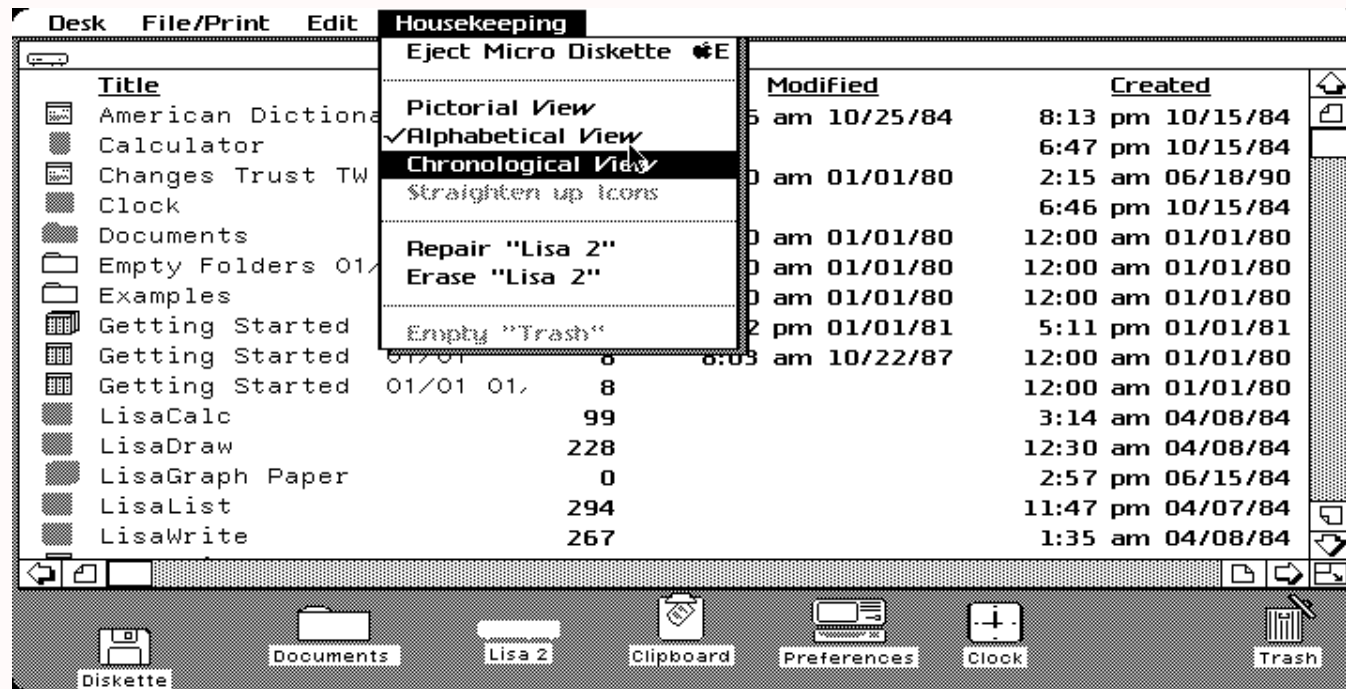 Desk File/Print Edit Housekeeping
Eject Micro Diskette E
Pictorial View
✓Alphabetical View
Chronological View
Straighten up Icons
Repair "Lisa 2"
Erase "Lisa 2"
Empty "Trash"
Title Modified Created
American am 10/25/84 8:13 pm 10/15/84
Calculator 6:47 pm 10/15/84
Changes Trust TW am 01/01/80 2:15 am 06/18/90
Clock 6:46 pm 10/15/84
Documents am 01/01/80 12:00 am 01/01/80
Empty Folders am 01/01/80 12:00 am 01/01/80
Examples am 01/01/80 12:00 am 01/01/80
Getting Started pm 01/01/81 5:11 pm 01/01/81
Getting Started 01/01 8 8:03 am 10/22/87 12:00 am 01/01/80
Getting Started 01/01 01/ 8 12:00 am 01/01/80
LisaCalc 99 3:14 am 04/08/84
LisaDraw 228 12:30 am 04/08/84
LisaGraph Paper 0 2:57 pm 06/15/84
LisaList 294 11:47 pm 04/07/84
LisaWrite 267 1:35 am 04/08/84
Diskette Documents Lisa 2 Clipboard Preferences Clock Trash